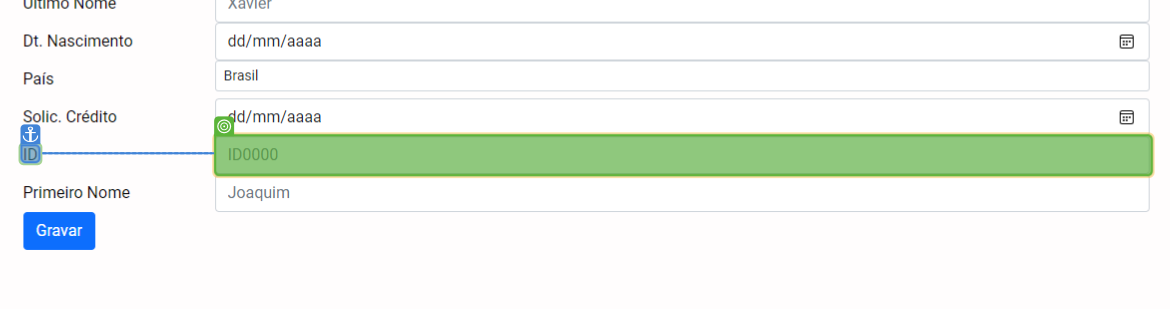 Último Nome Xavier
Dt. Nascimento dd/mm/aaaa
País Brasil
Solic. Crédito dd/mm/aaaa
ID ID0000
Primeiro Nome Joaquim
Gravar